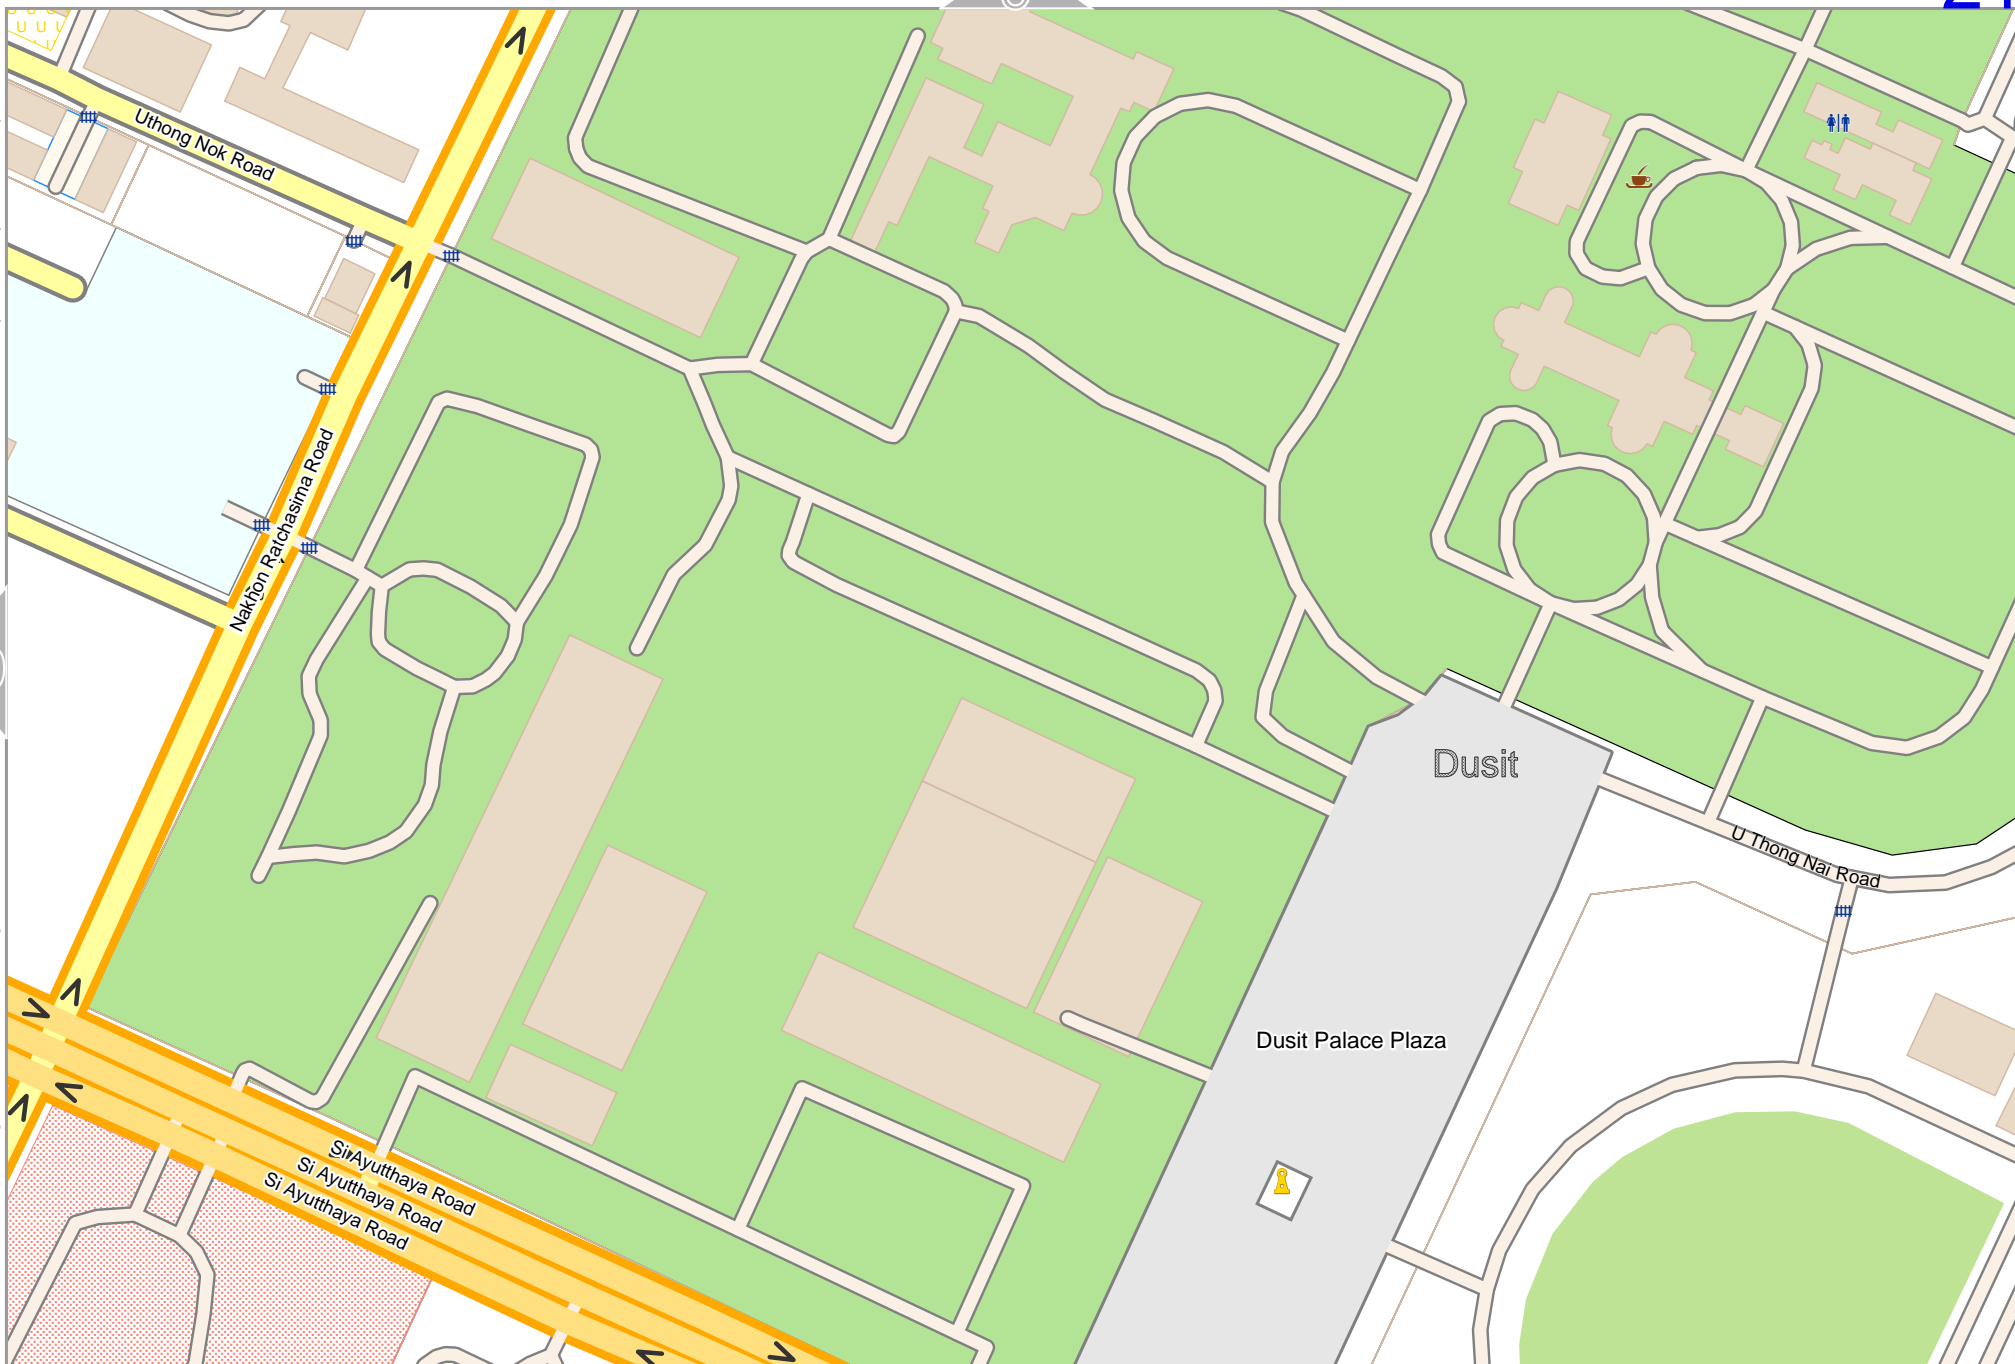 Uthong Nok Road
Nakhon Ratchasima Road
Dusit
U Thong Nai Road
Dusit Palace Plaza
Si Ayutthaya Road
Si Ayutthaya Road
Si Ayutthaya Road